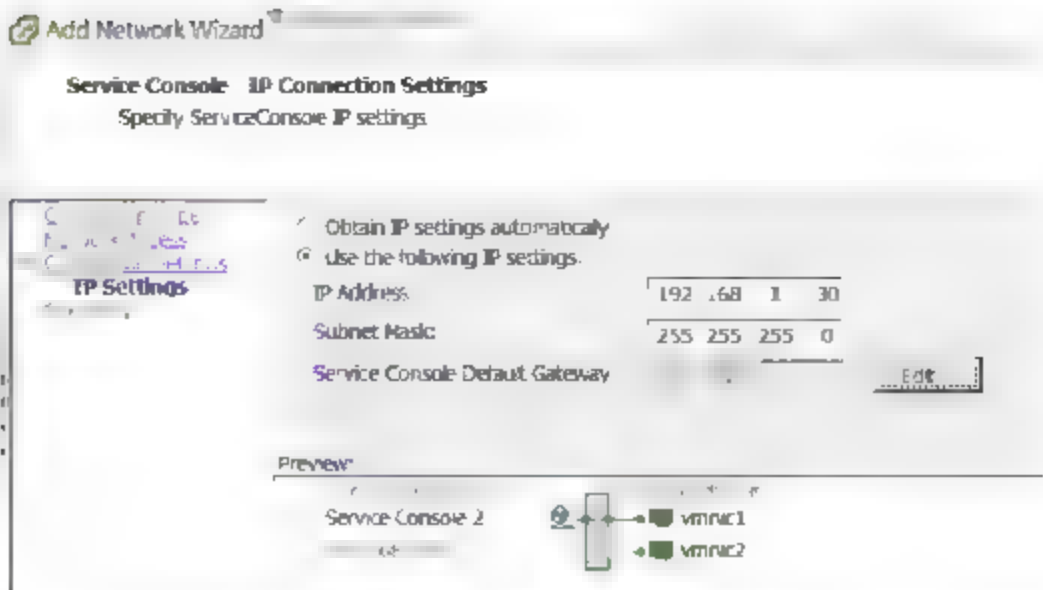 Add Network Wizard
Service Console IP Connection Settings
Specify Service Console IP settings
Obtain IP settings automatically
Use the following IP settings:
IP Settings
IP Address
192 168 1 30
Subnet Mask:
255 255 255 0
Service Console Default Gateway
Edit...
Preview:
Service Console 2
vmnic1
vmnic2